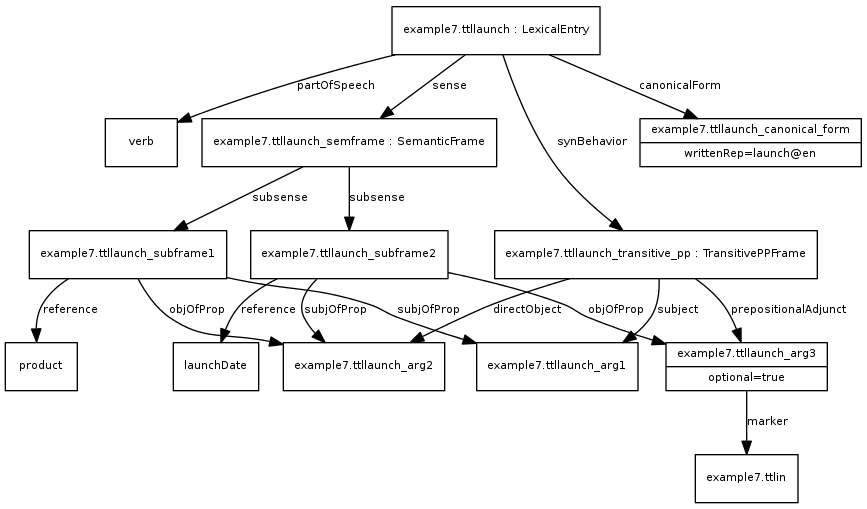 example7.ttllaunch : LexicalEntry
partOfSpeech
sense
canonicalForm
verb
example7.ttllaunch_semframe : SemanticFrame
synBehavior
example7.ttllaunch_canonical_form
writtenRep=launch@en
subsense
subsense
example7.ttllaunch_subframe1
example7.ttllaunch_subframe2
example7.ttllaunch_transitive_pp : TransitivePPFrame
reference
objOfProp
reference
subjOfProp
subjOfProp
directObject
objOfProp
subject
prepositionalAdjunct
product
launchDate
example7.ttllaunch_arg2
example7.ttllaunch_arg1
example7.ttllaunch_arg3
optional=true
marker
example7.ttlin